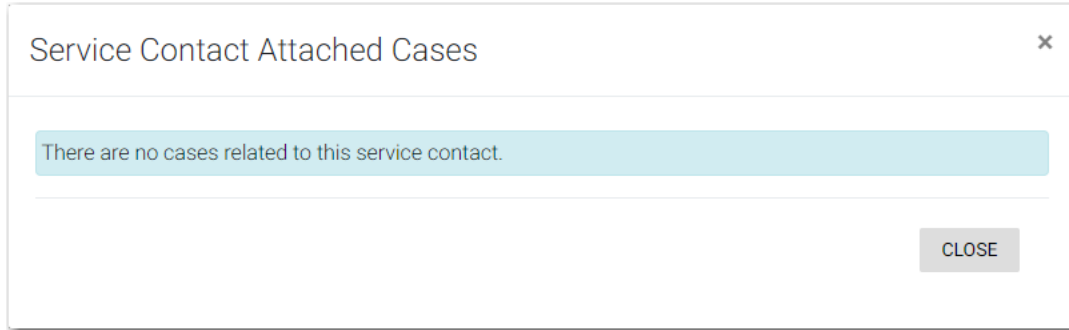 Service Contact Attached Cases
×
There are no cases related to this service contact.
CLOSE